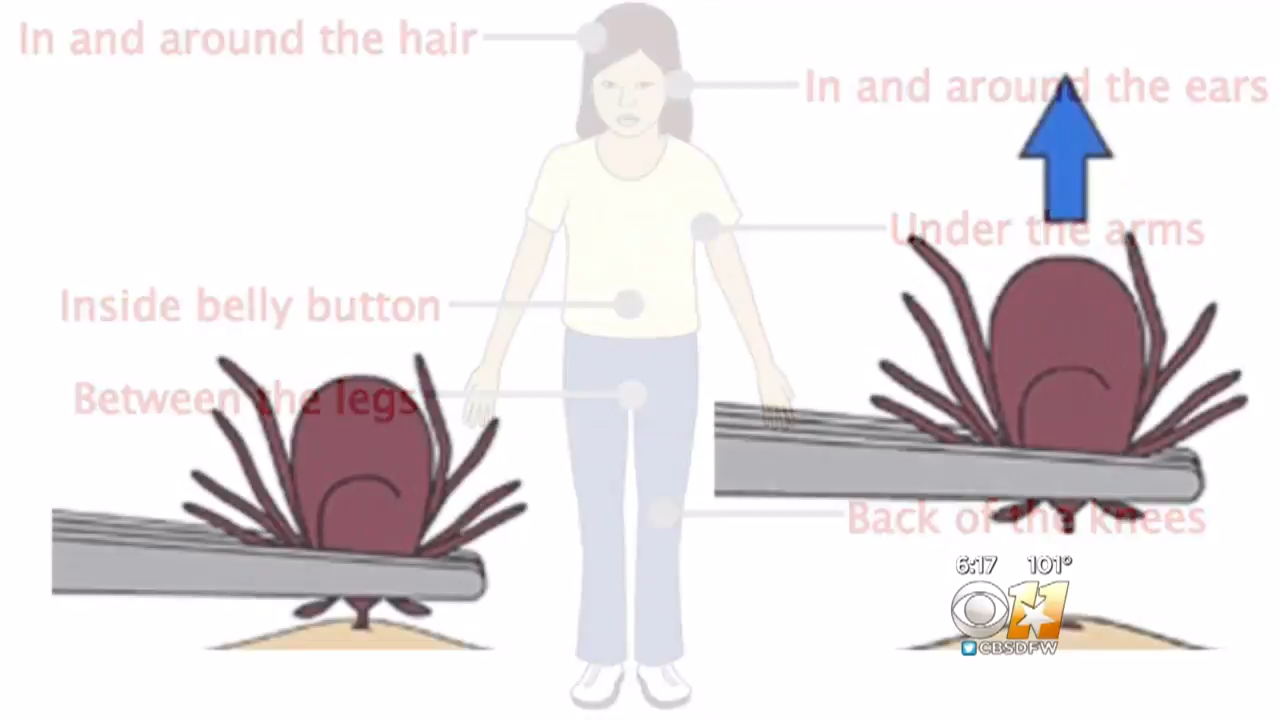 In and around the hair
In and around the ears
Under the arms
Inside belly button
Between the legs
Back of the knees
6:17 101°
11
CBSDFW